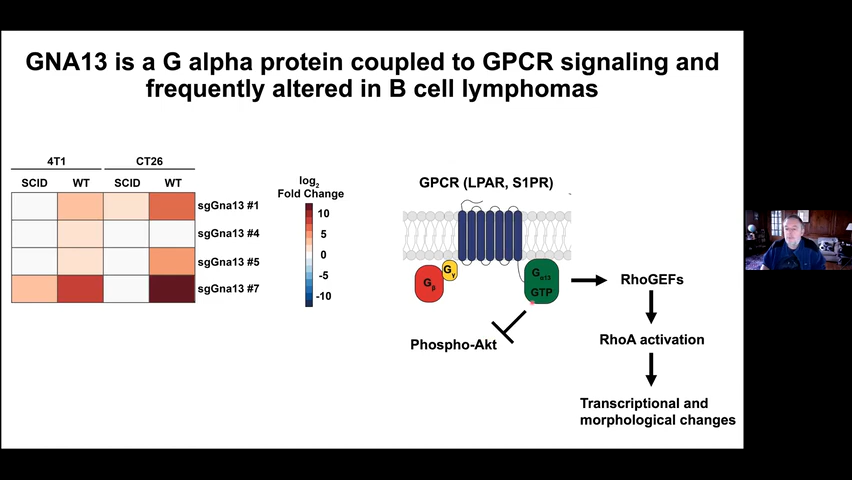 GNA13 is a G alpha protein coupled to GPCR signaling and
frequently altered in B cell lymphomas
4T1 CT26
SCID WT SCID WT
sgGna13 #1
sgGna13 #4
sgGna13 #5
sgGna13 #7
log2
Fold Change
10
5
0
-5
-10
GPCR (LPAR, S1PR)
Gβ
Gγ
Gα13
GTP
RhoGEFs
Phospho-Akt
RhoA activation
Transcriptional and
morphological changes